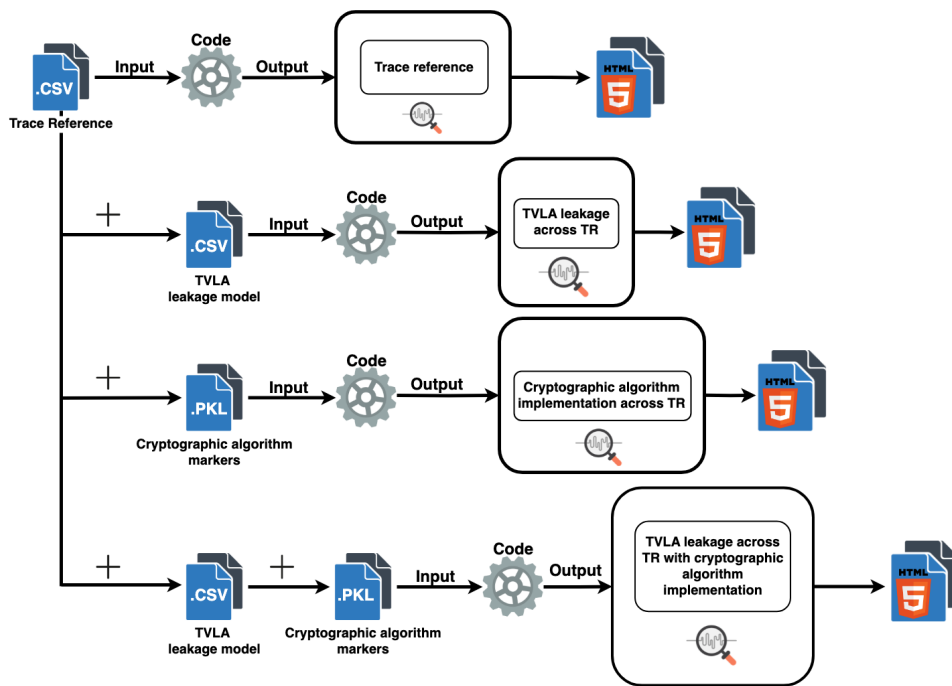 Code
Input
Output
Trace reference
.CSV
HTML
5
Trace Reference
Code
+
Input
Output
TVLA leakage
across TR
.CSV
HTML
5
TVLA
leakage model
Code
+
Input
Output
Cryptographic algorithm
implementation across TR
.PKL
HTML
5
Cryptographic algorithm
markers
Code
+
+
Input
Output
TVLA leakage across
TR with cryptographic
algorithm
implementation
.CSV
.PKL
HTML
5
TVLA
leakage model
Cryptographic algorithm
markers